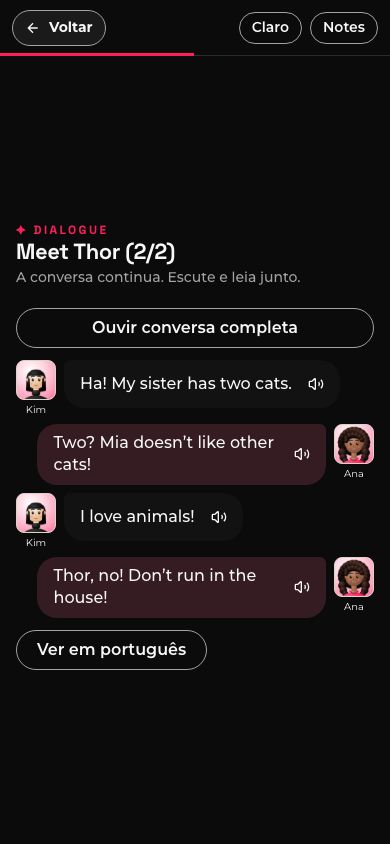 Voltar
Claro
Notes
DIALOGUE
Meet Thor (2/2)
A conversa continua. Escute e leia junto.
Ouvir conversa completa
Ha! My sister has two cats.
Kim
Two? Mia doesn’t like other
cats!
Ana
I love animals!
Kim
Thor, no! Don’t run in the
house!
Ana
Ver em português